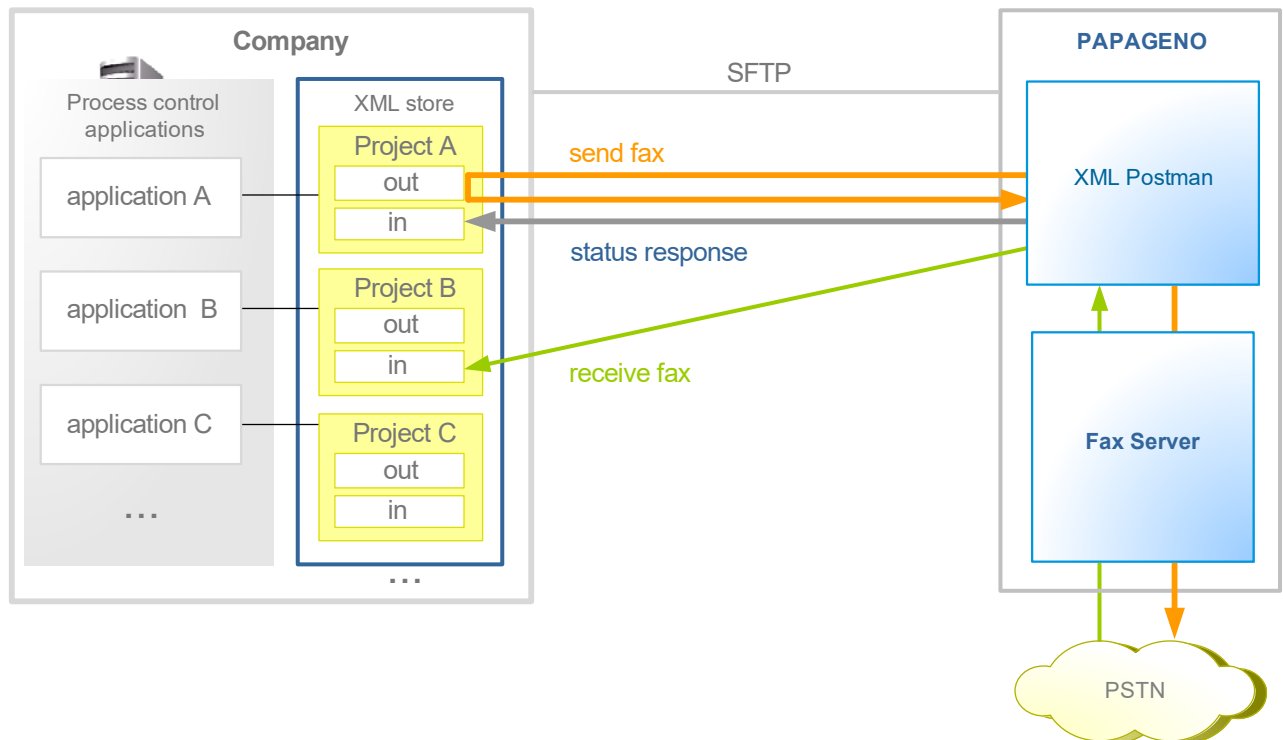 Company
Process control
applications
application A
application  B
application C
...
XML store
Project A
out
in
Project B
out
in
Project C
out
in
...
SFTP
send fax
status response
receive fax
PAPAGENO
XML Postman
Fax Server
PSTN